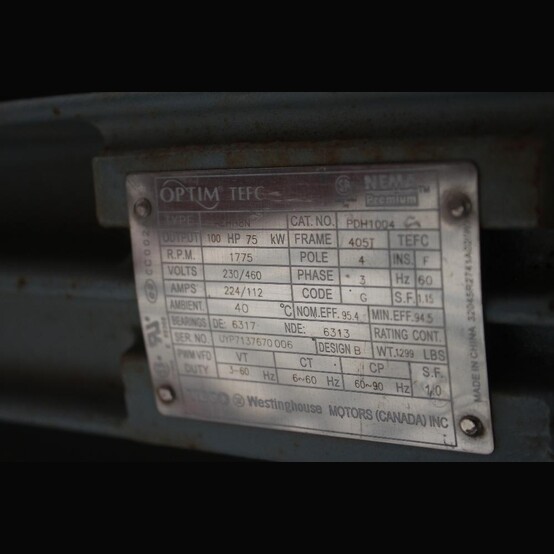 OPTIM TEFC
NEMA
Premium
TYPE CAT. NO. PDH1004
OUTPUT 100 HP 75 kW FRAME 405T TEFC
R.P.M. 1775 POLE 4 INS. F
VOLTS 230/460 PHASE 3 Hz 60
AMPS 224/112 CODE G S.F. 1.15
AMBIENT 40 °C NOM.EFF. 95.4 MIN.EFF. 94.5
BEARINGS DE: 6317 NDE: 6313 RATING CONT.
SER. NO. UYP7137670006 DESIGN B WT. 1299 LBS
PWM VFD VT CT CP S.F.
DUTY 3~60 Hz 6~60 Hz 60~90 Hz 1.0
Westinghouse MOTORS (CANADA) INC
MADE IN CHINA